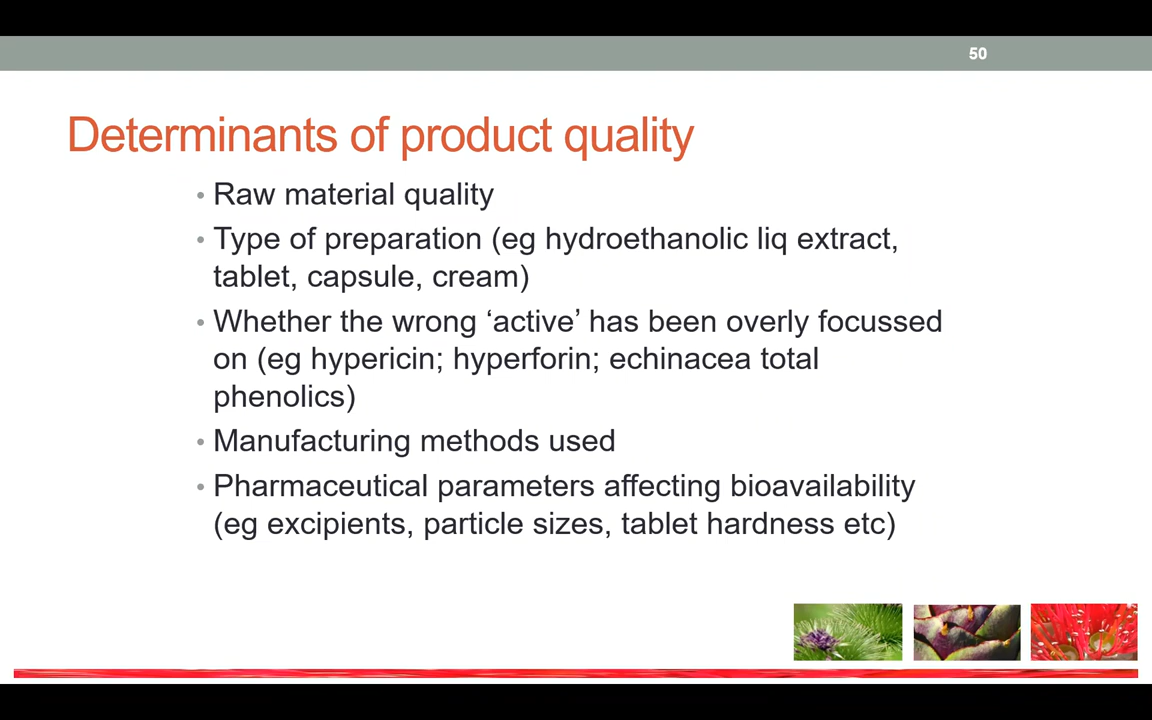 50
Determinants of product quality
• Raw material quality
• Type of preparation (eg hydroethanolic liq extract,
tablet, capsule, cream)
• Whether the wrong ‘active’ has been overly focussed
on (eg hypericin; hyperforin; echinacea total
phenolics)
• Manufacturing methods used
• Pharmaceutical parameters affecting bioavailability
(eg excipients, particle sizes, tablet hardness etc)